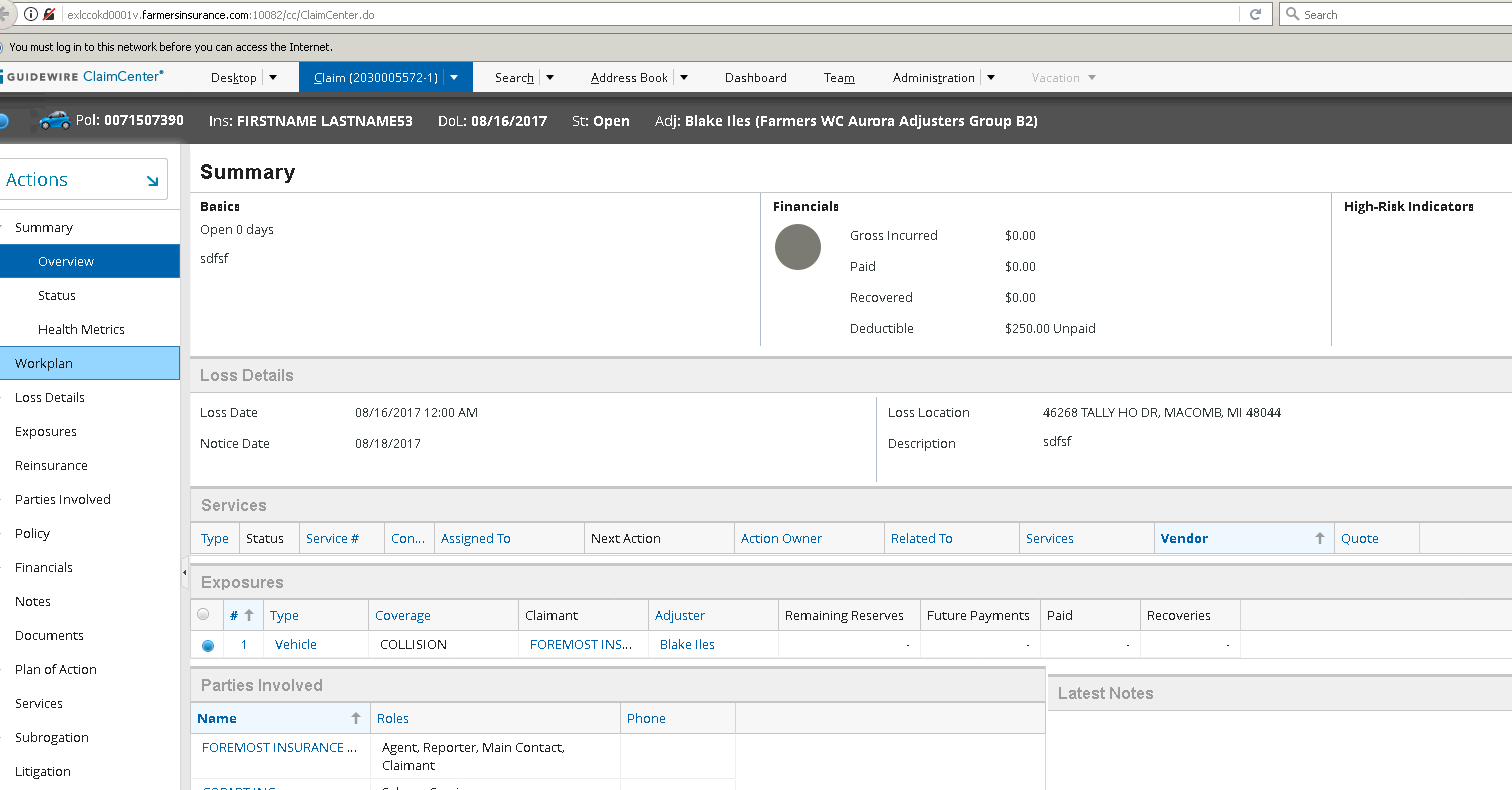 exlccokd0001v.farmersinsurance.com:10082/cc/ClaimCenter.do
Search
You must log in to this network before you can access the Internet.
GUIDEWIRE ClaimCenter® Desktop Claim (2030005572-1) Search Address Book Dashboard Team Administration Vacation
Pol: 0071507390 Ins: FIRSTNAME LASTNAME53 DoL: 08/16/2017 St: Open Adj: Blake Iles (Farmers WC Aurora Adjusters Group B2)
Actions
Summary
Overview
Status
Health Metrics
Workplan
Loss Details
Exposures
Reinsurance
Parties Involved
Policy
Financials
Notes
Documents
Plan of Action
Services
Subrogation
Litigation
Summary
Basics
Open 0 days
sdfsf
Financials
Gross Incurred $0.00
Paid $0.00
Recovered $0.00
Deductible $250.00 Unpaid
High-Risk Indicators
Loss Details
Loss Date 08/16/2017 12:00 AM
Notice Date 08/18/2017
Loss Location 46268 TALLY HO DR, MACOMB, MI 48044
Description sdfsf
Services
Type Status Service # Con... Assigned To Next Action Action Owner Related To Services Vendor Quote
Exposures
# Type Coverage Claimant Adjuster Remaining Reserves Future Payments Paid Recoveries
1 Vehicle COLLISION FOREMOST INS... Blake Iles - - - -
Parties Involved
Name Roles Phone
FOREMOST INSURANCE ... Agent, Reporter, Main Contact,
Claimant
Latest Notes